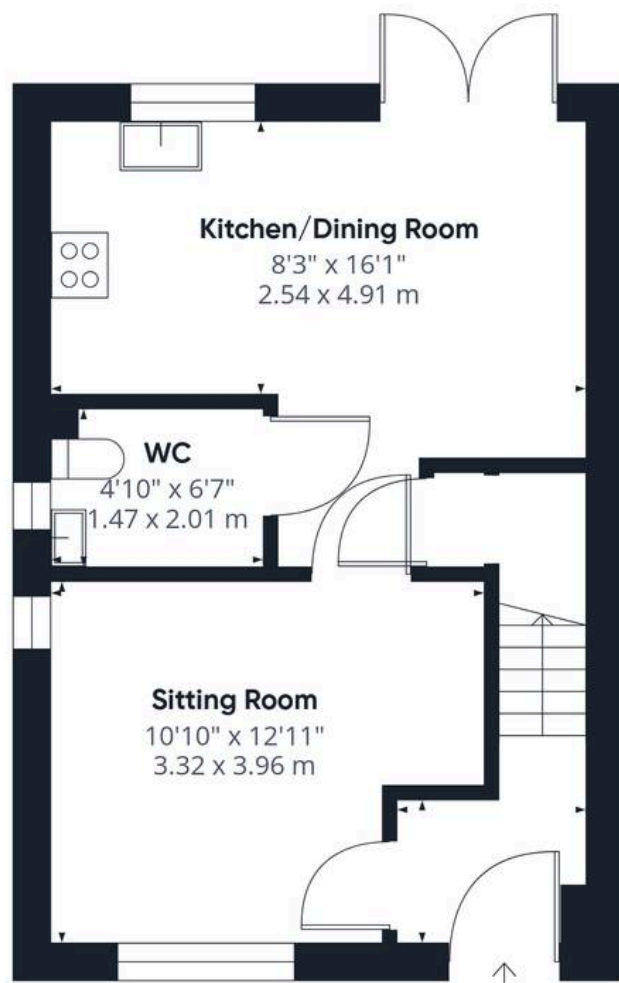 Kitchen/Dining Room
8'3" x 16'1"
2.54 x 4.91 m
WC
4'10" x 6'7"
1.47 x 2.01 m
Sitting Room
10'10" x 12'11"
3.32 x 3.96 m